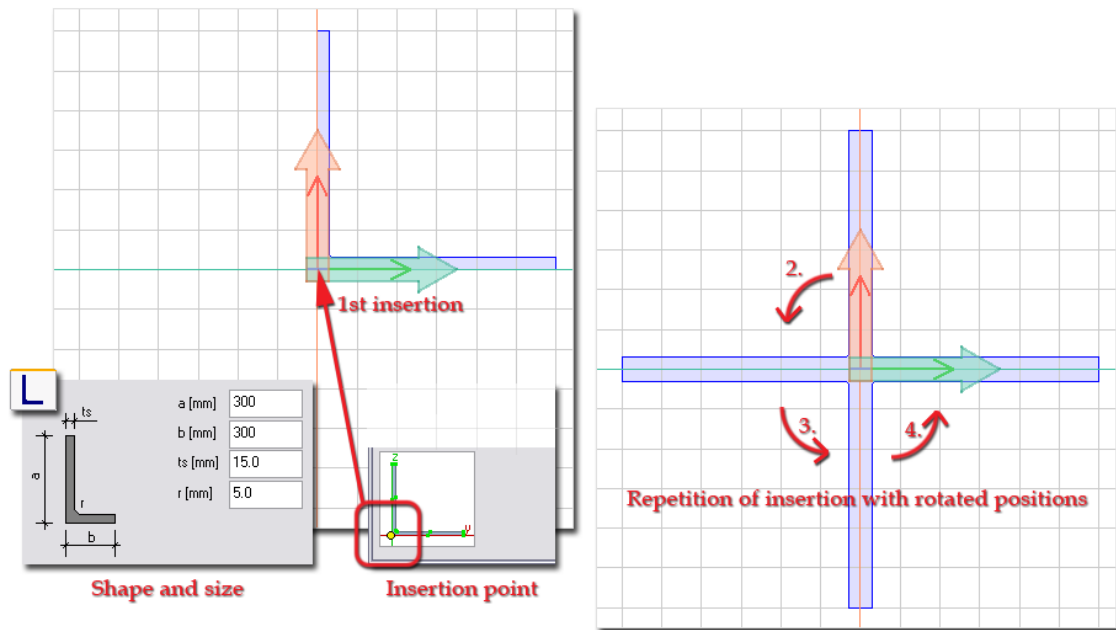 1st insertion
L
ts
a
r
b
a [mm] 300
b [mm] 300
ts [mm] 15.0
r [mm] 5.0
z
y
Shape and size
Insertion point
2.
3.
4.
Repetition of insertion with rotated positions